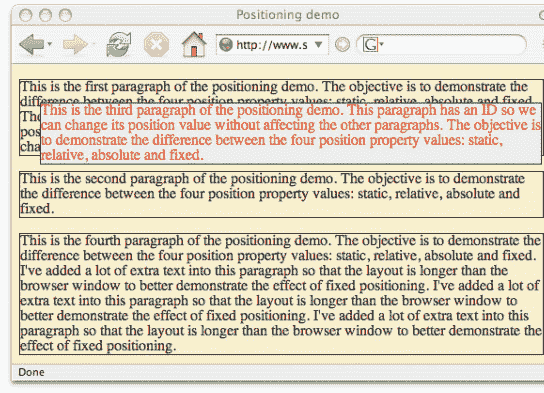 Positioning demo
http://www.s
G
This is the first paragraph of the positioning demo. The objective is to demonstrate the
difference between the four position property values: static, relative, absolute and fixed.
The
pos
cha
This is the third paragraph of the positioning demo. This paragraph has an ID so we
can change its position value without affecting the other paragraphs. The objective is
to demonstrate the difference between the four position property values: static,
relative, absolute and fixed.
This is the second paragraph of the positioning demo. The objective is to demonstrate
the difference between the four position property values: static, relative, absolute and
fixed.
This is the fourth paragraph of the positioning demo. The objective is to demonstrate the
difference between the four position property values: static, relative, absolute and fixed.
I've added a lot of extra text into this paragraph so that the layout is longer than the
browser window to better demonstrate the effect of fixed positioning. I've added a lot of
extra text into this paragraph so that the layout is longer than the browser window to
better demonstrate the effect of fixed positioning. I've added a lot of extra text into this
paragraph so that the layout is longer than the browser window to better demonstrate the
effect of fixed positioning.
Done